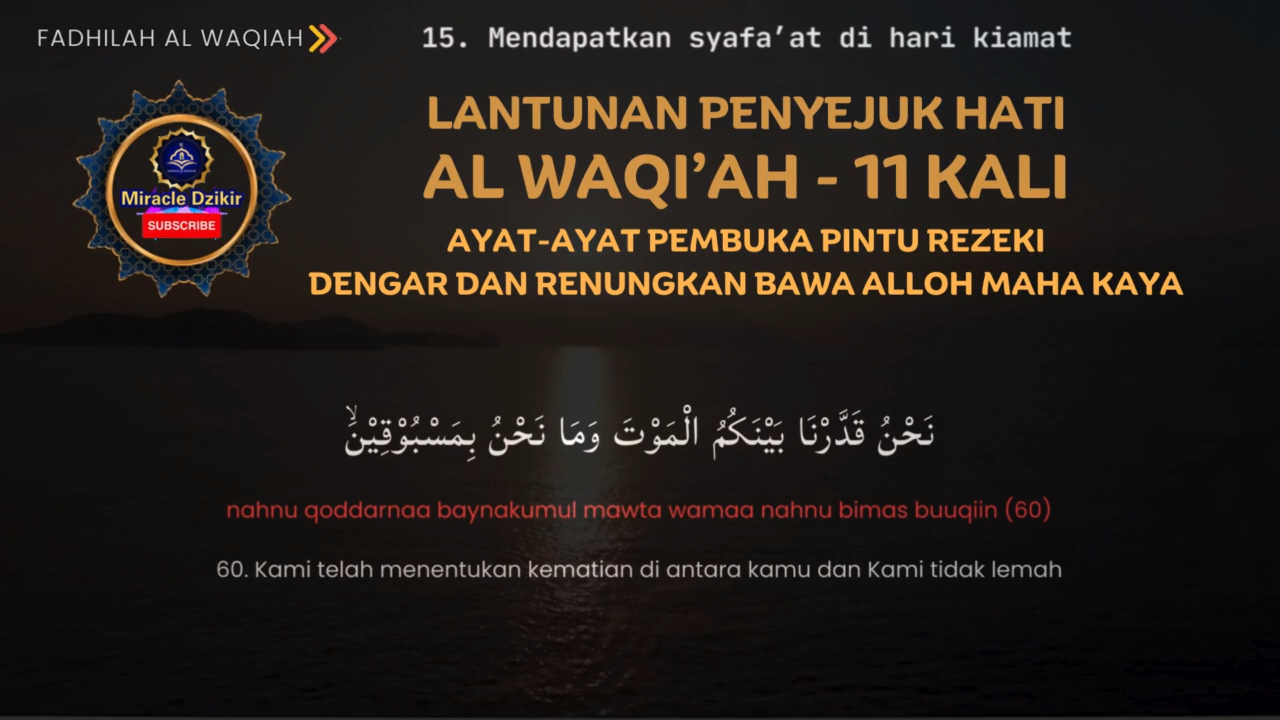 FADHILAH AL WAQIAH
15. Mendapatkan syafa’at di hari kiamat
LANTUNAN PENYEJUK HATI
AL WAQI’AH - 11 KALI
AYAT-AYAT PEMBUKA PINTU REZEKI
DENGAR DAN RENUNGKAN BAWA ALLOH MAHA KAYA
Miracle Dzikir
SUBSCRIBE
نَحْنُ قَدَّرْنَا بَيْنَكُمُ الْمَوْتَ وَمَا نَحْنُ بِمَسْبُوْقِيْنَۙ
nahnu qoddarnaa baynakumul mawta wamaa nahnu bimas buuqiin (60)
60. Kami telah menentukan kematian di antara kamu dan Kami tidak lemah